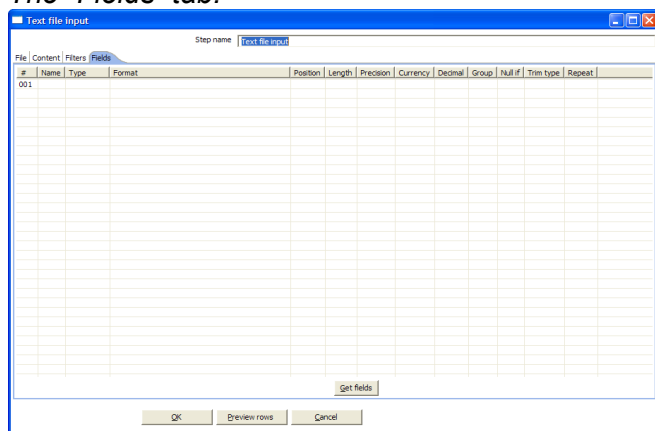 The "Fields" tab.
Text file input
Step name Text file input
File Content Filters Fields
# Name Type Format Position Length Precision Currency Decimal Group Null if Trim type Repeat
001
Get fields
OK Preview rows Cancel